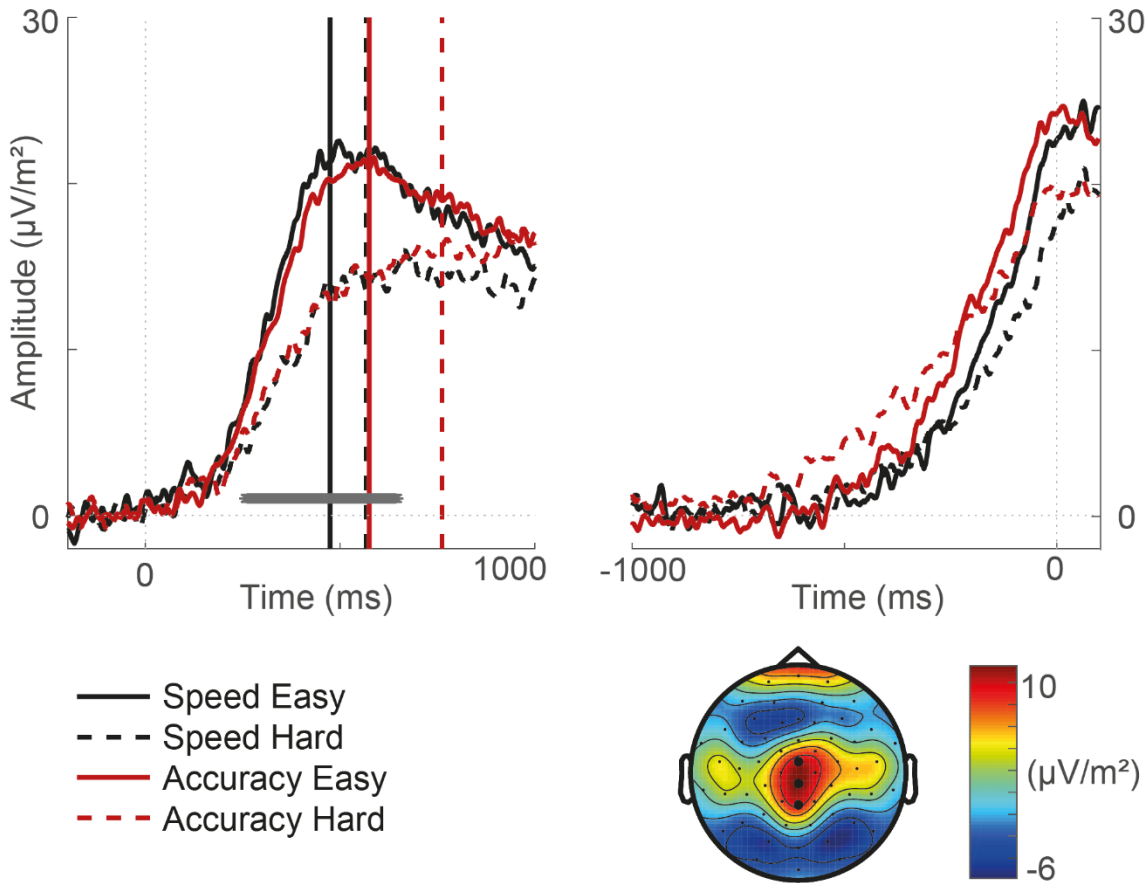 30
Amplitude (µV/m²)
0
0
1000
Time (ms)
30
0
-1000
0
Time (ms)
Speed Easy
Speed Hard
Accuracy Easy
Accuracy Hard
10
(µV/m²)
-6